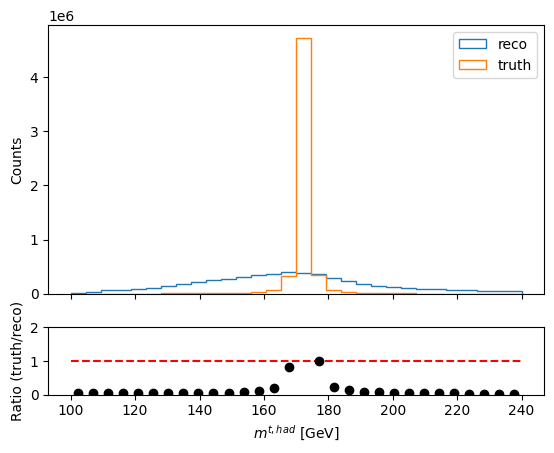 1e6
reco
truth
4
3
2
1
0
Counts
2
1
0
Ratio (truth/reco)
100 120 140 160 180 200 220 240
m^{t, had} [GeV]